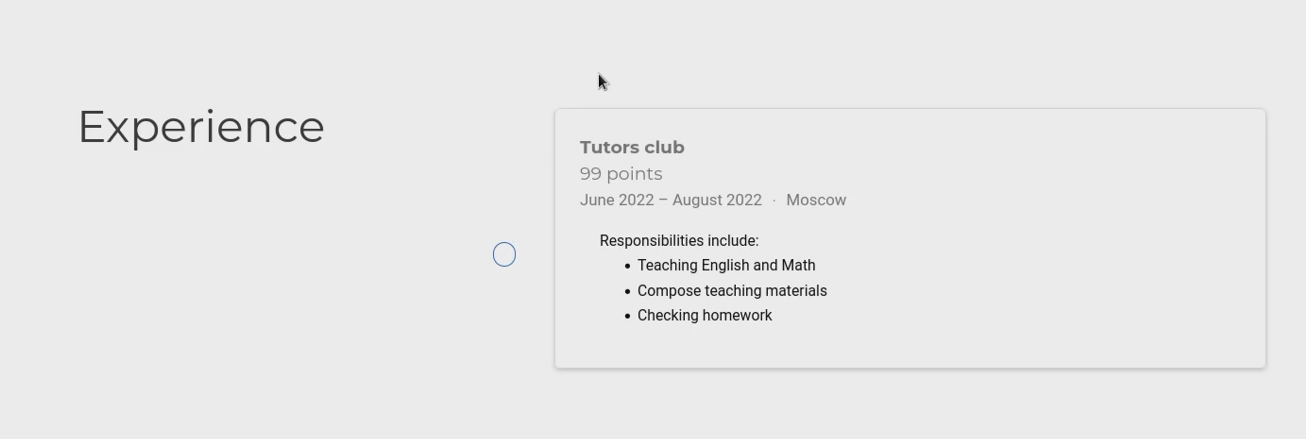 Experience
Tutors club
99 points
June 2022 – August 2022 · Moscow
Responsibilities include:
• Teaching English and Math
• Compose teaching materials
• Checking homework